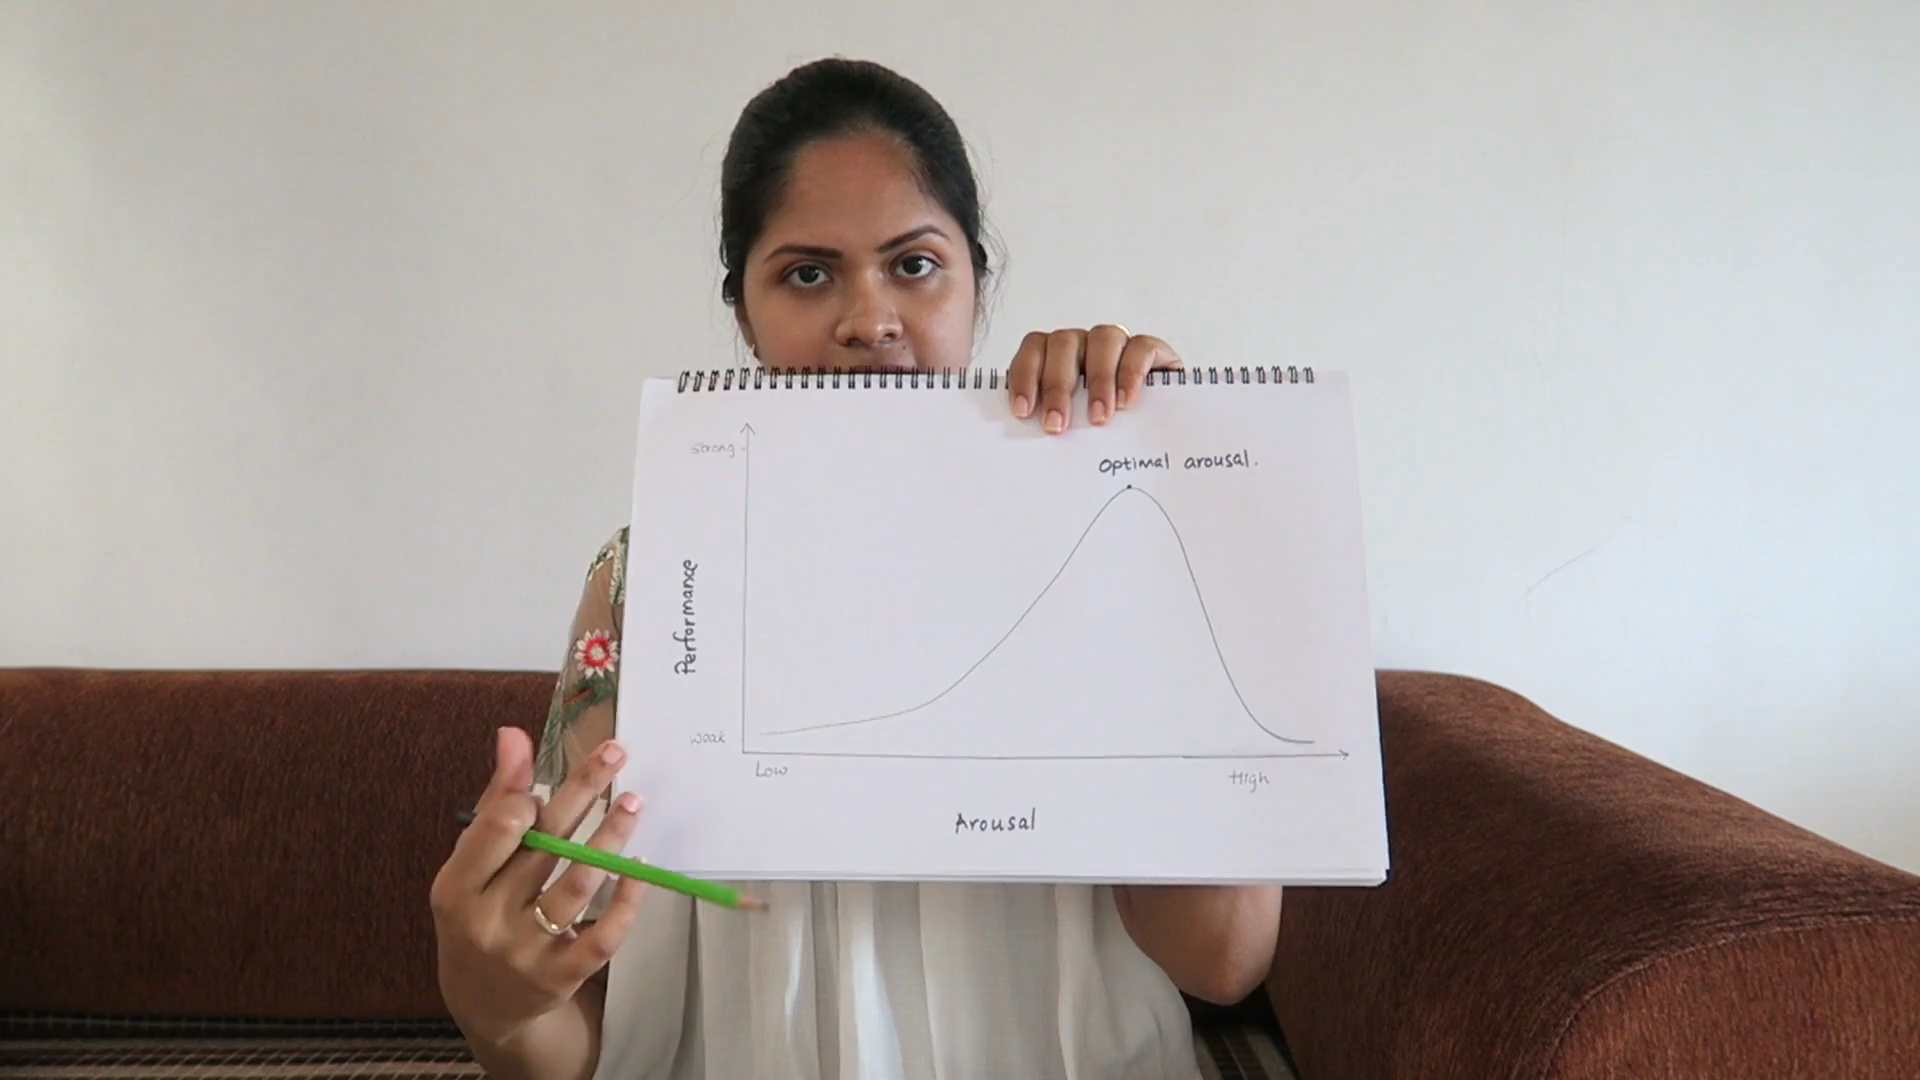 Strong
Optimal arousal.
Performance
Weak
Low
High
Arousal